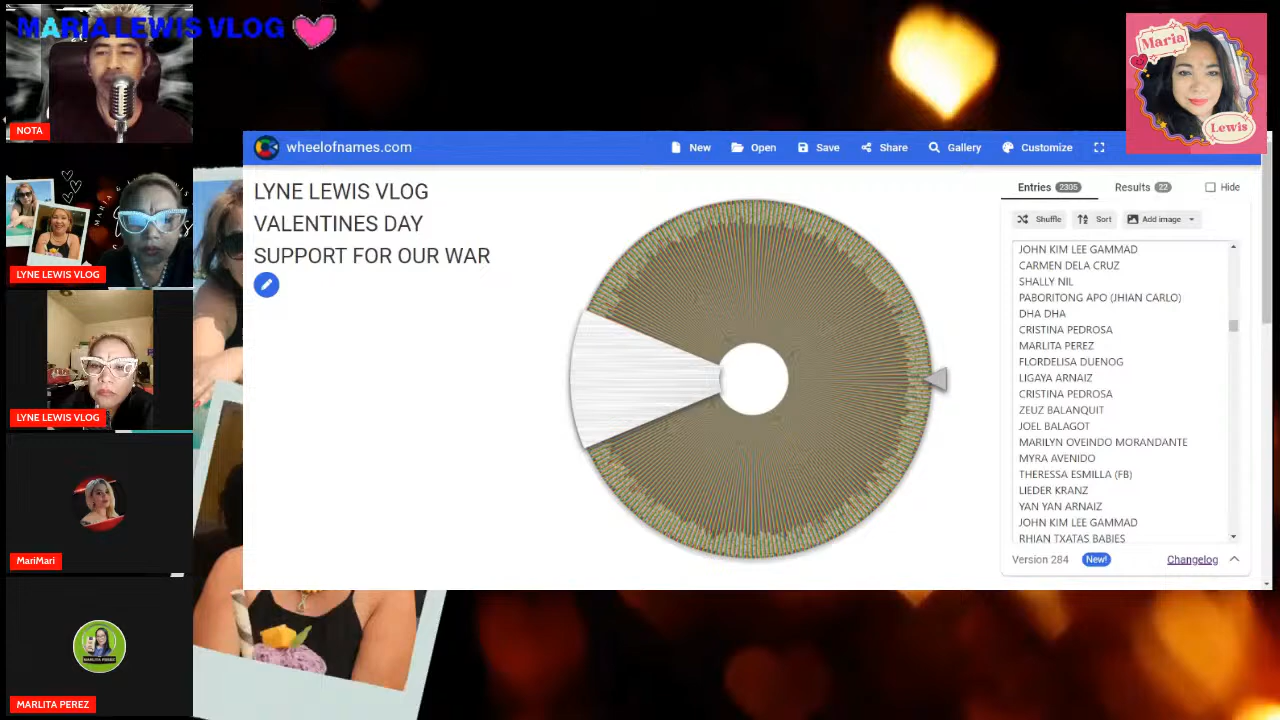 MARIA LEWIS VLOG
NOTA
LYNE LEWIS VLOG
LYNE LEWIS VLOG
MariMari
MARLITA PEREZ
Maria
Lewis
wheelofnames.com
New
Open
Save
Share
Gallery
Customize
LYNE LEWIS VLOG
VALENTINES DAY
SUPPORT FOR OUR WAR
Entries 2305
Results 22
Hide
Shuffle
Sort
Add image
JOHN KIM LEE GAMMAD
CARMEN DELA CRUZ
SHALLY NIL
PABORITONG APO (JHIAN CARLO)
DHA DHA
CRISTINA PEDROSA
MARLITA PEREZ
FLORDELISA DUENOG
LIGAYA ARNAIZ
CRISTINA PEDROSA
ZEUZ BALANQUIT
JOEL BALAGOT
MARILYN OVEINDO MORANDANTE
MYRA AVENIDO
THERESSA ESMILLA (FB)
LIEDER KRANZ
YAN YAN ARNAIZ
JOHN KIM LEE GAMMAD
RHIAN TXATAS BABIES
Version 284
New!
Changelog